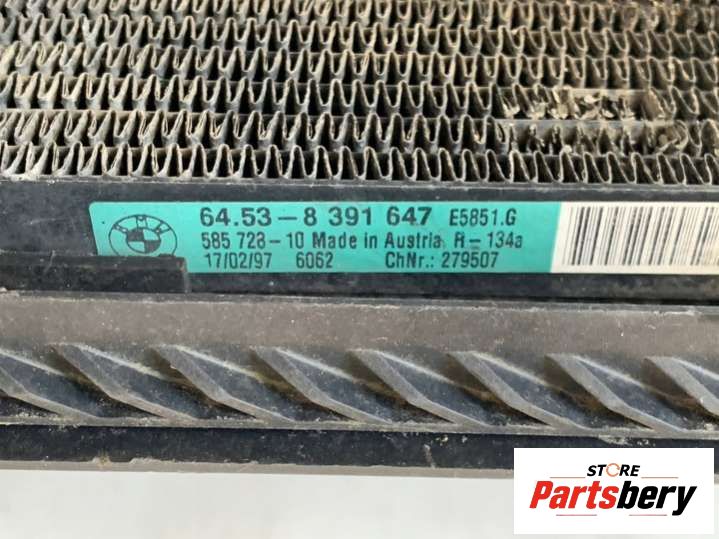 BMW
64.53-8 391 647 E5851.G
585 728-10 Made in Austria R-134a
17/02/97 6062 ChNr.: 279507
STORE
Partsbery